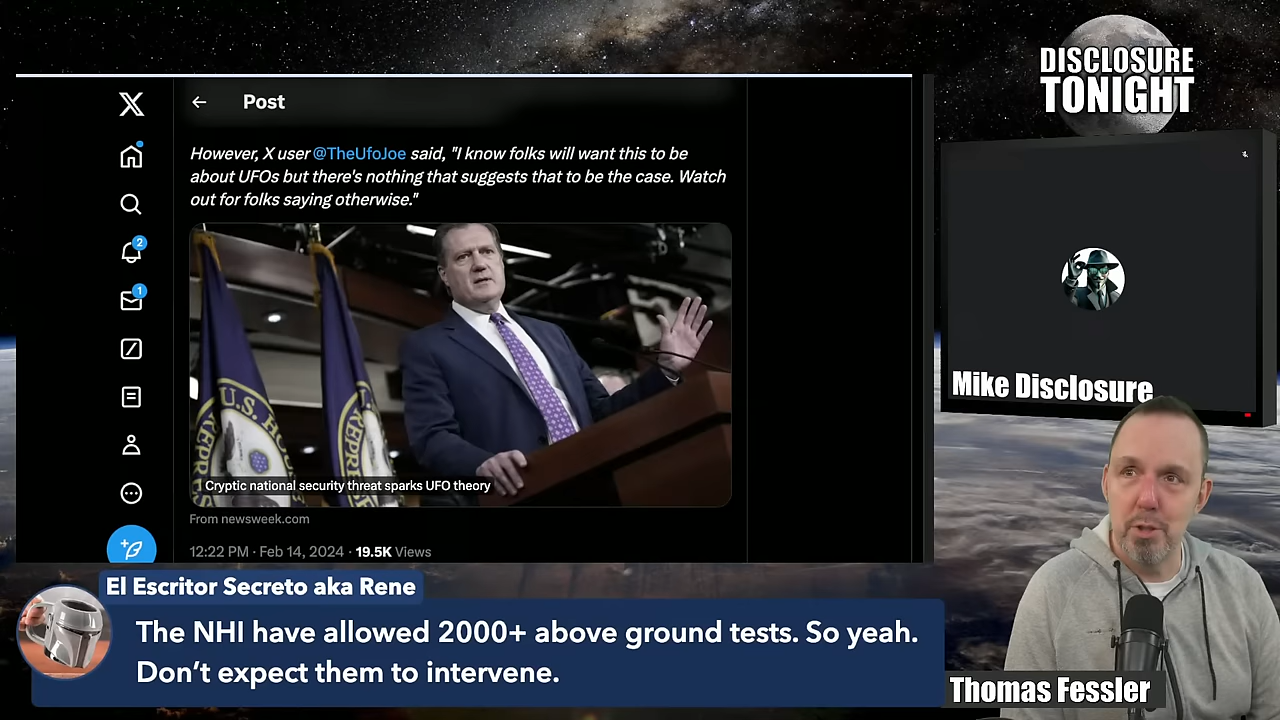 DISCLOSURE
TONIGHT
Post
However, X user @TheUfoJoe said, "I know folks will want this to be
about UFOs but there's nothing that suggests that to be the case. Watch
out for folks saying otherwise."
2
1
Cryptic national security threat sparks UFO theory
From newsweek.com
12:22 PM · Feb 14, 2024 · 19.5K Views
Mike Disclosure
El Escritor Secreto aka Rene
The NHI have allowed 2000+ above ground tests. So yeah.
Don't expect them to intervene.
Thomas Fessler